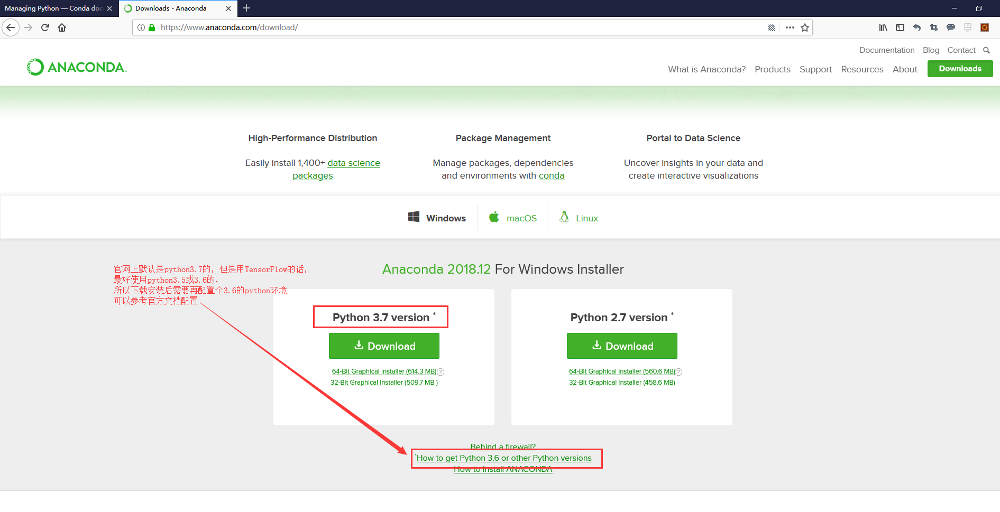 Managing Python — Conda doc
Downloads - Anaconda
https://www.anaconda.com/download/
Documentation Blog Contact
ANACONDA.
What is Anaconda? Products Support Resources About Downloads
High-Performance Distribution
Easily install 1,400+ data science
packages
Package Management
Manage packages, dependencies
and environments with conda
Portal to Data Science
Uncover insights in your data and
create interactive visualizations
Windows
macOS
Linux
官网上默认是python3.7的，但是用TensorFlow的话，
最好使用python3.5或3.6的，
所以下载安装后需要再配置个3.6的python环境
可以参考官方文档配置
Anaconda 2018.12 For Windows Installer
Python 3.7 version *
Download
64-Bit Graphical Installer (614.3 MB) ?
32-Bit Graphical Installer (509.7 MB )
Python 2.7 version *
Download
64-Bit Graphical Installer (560.6 MB) ?
32-Bit Graphical Installer (458.6 MB)
Behind a firewall?
*How to get Python 3.6 or other Python versions
How to Install ANACONDA